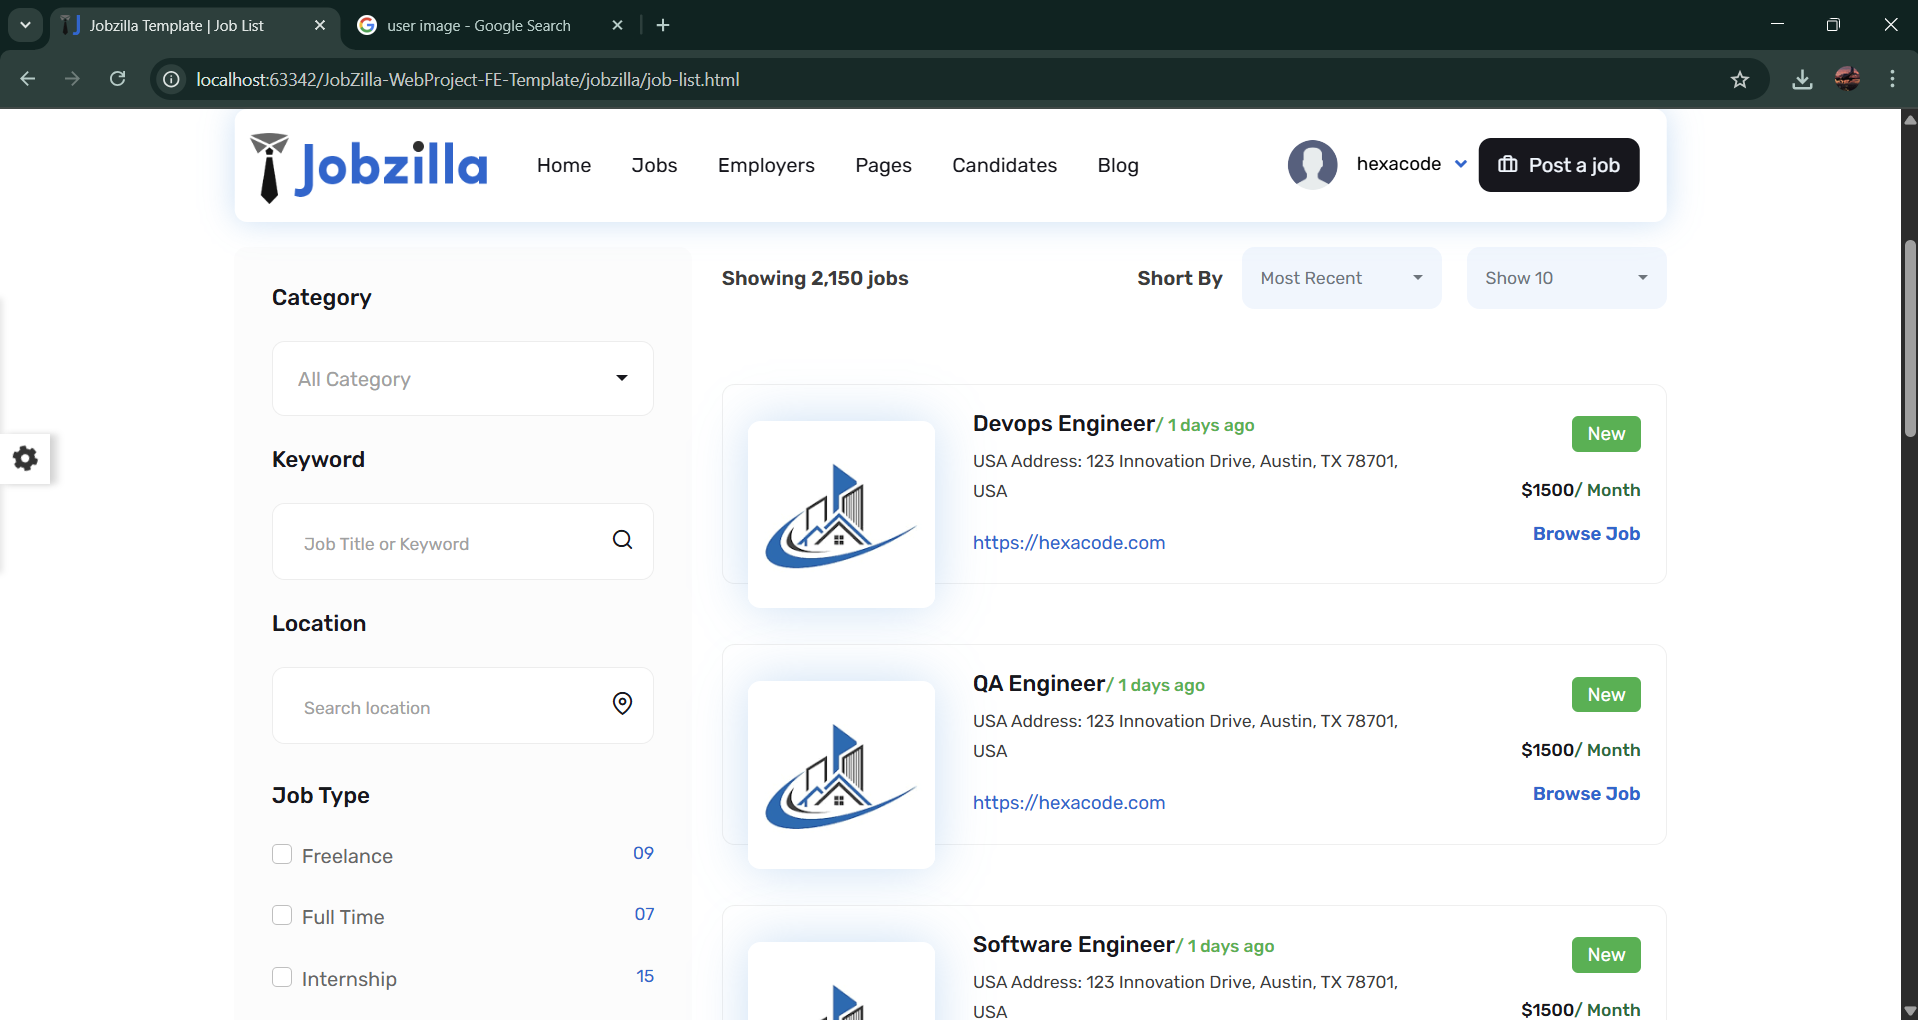 Jobzilla Template | Job List
user image - Google Search
localhost:63342/JobZilla-WebProject-FE-Template/jobzilla/job-list.html
Jobzilla
Home
Jobs
Employers
Pages
Candidates
Blog
hexacode
Post a job
Category
All Category
Keyword
Job Title or Keyword
Location
Search location
Job Type
Freelance
09
Full Time
07
Internship
15
Showing 2,150 jobs
Short By
Most Recent
Show 10
Devops Engineer/ 1 days ago
USA Address: 123 Innovation Drive, Austin, TX 78701,
USA
https://hexacode.com
New
$1500/ Month
Browse Job
QA Engineer/ 1 days ago
USA Address: 123 Innovation Drive, Austin, TX 78701,
USA
https://hexacode.com
New
$1500/ Month
Browse Job
Software Engineer/ 1 days ago
USA Address: 123 Innovation Drive, Austin, TX 78701,
USA
New
$1500/ Month